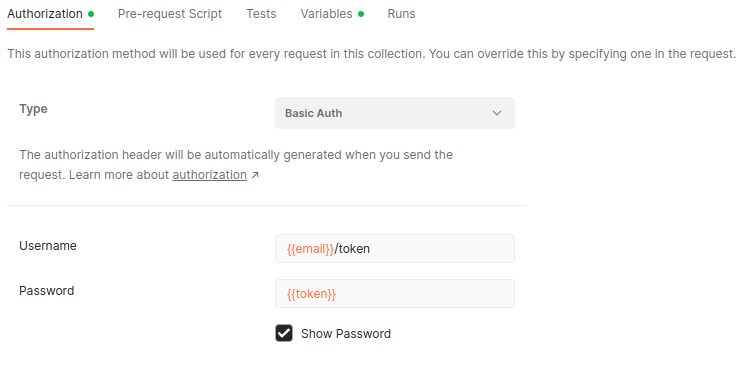 Authorization Pre-request Script Tests Variables Runs
This authorization method will be used for every request in this collection. You can override this by specifying one in the request.
Type Basic Auth
The authorization header will be automatically generated when you send the
request. Learn more about authorization ↗
Username {{email}}/token
Password {{token}}
Show Password